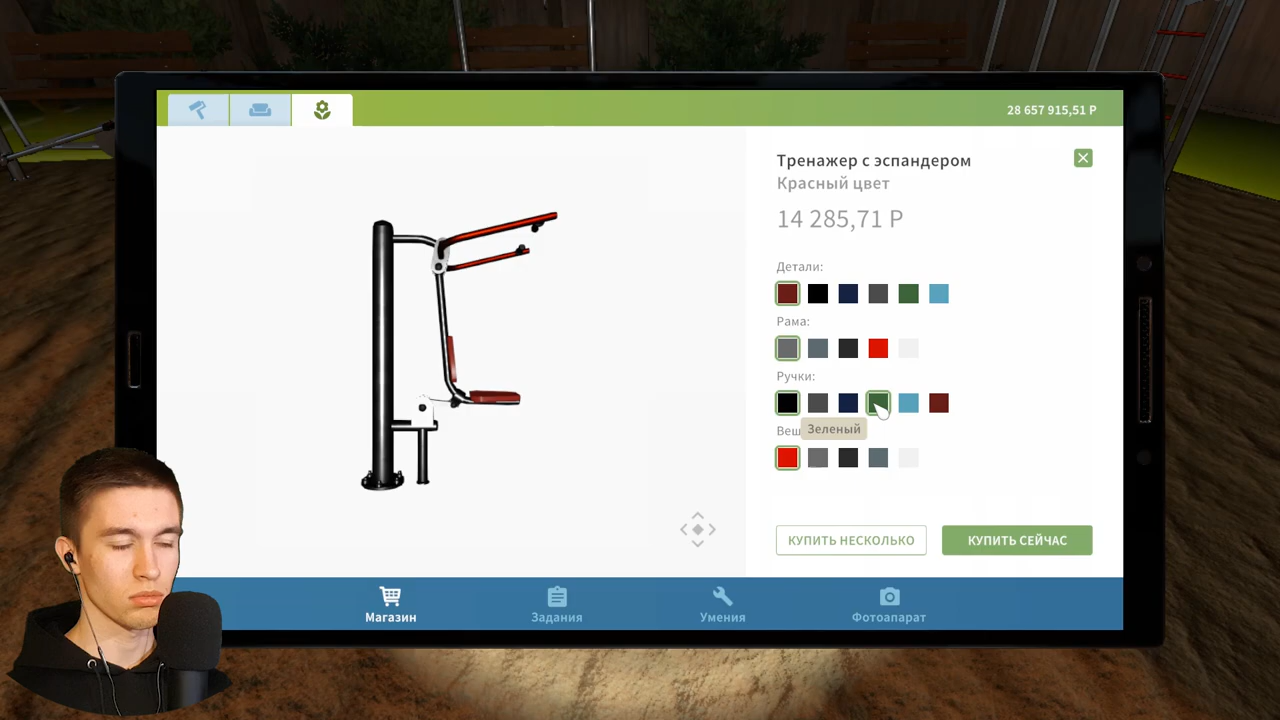 28 657 915,51 Р
Тренажер с эспандером
Красный цвет
14 285,71 Р
Детали:
Рама:
Ручки:
Зеленый
КУПИТЬ НЕСКОЛЬКО
КУПИТЬ СЕЙЧАС
Магазин
Задания
Умения
Фотоапарат